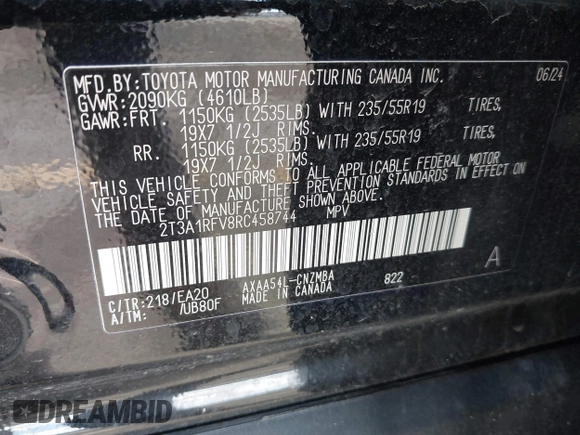 MFD.BY:TOYOTA MOTOR MANUFACTURING CANADA INC. 06/24
GVWR:2090KG (4610LB)
GAWR:FRT. 1150KG (2535LB) WITH 235/55R19 TIRES,
19X7 1/2J RIMS.
RR. 1150KG (2535LB) WITH 235/55R19 TIRES,
19X7 1/2J RIMS.
THIS VEHICLE CONFORMS TO ALL APPLICABLE FEDERAL MOTOR
VEHICLE SAFETY AND THEFT PREVENTION STANDARDS IN EFFECT ON
THE DATE OF MANUFACTURE SHOWN ABOVE.
2T3A1RFV8RC458744 MPV
C/TR:218/EA20 AXAA54L-CNZMBA 822 A
A/TM: /UB80F MADE IN CANADA
DREAMBID